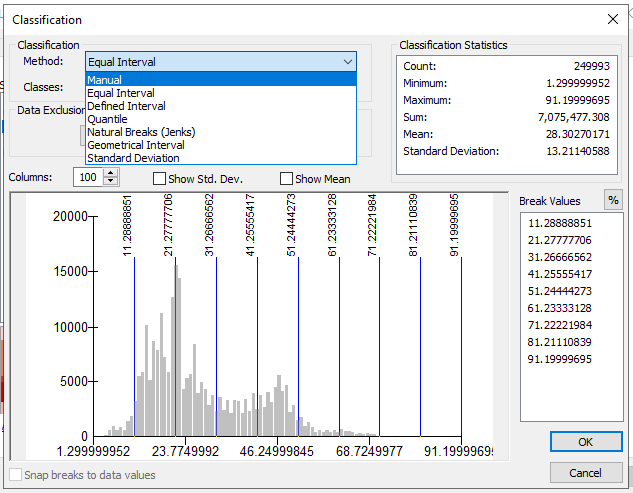 Classification
Classification
Method: Equal Interval
Manual
Equal Interval
Defined Interval
Quantile
Natural Breaks (Jenks)
Geometrical Interval
Standard Deviation
Classes:
Data Exclusion
Classification Statistics
Count: 249993
Minimum: 1.299999952
Maximum: 91.19999695
Sum: 7,075,477.308
Mean: 28.30270171
Standard Deviation: 13.21140588
Columns: 100
Show Std. Dev.
Show Mean
Break Values
%
11.28888851
21.27777706
31.26666562
41.25555417
51.24444273
61.23333128
71.22221984
81.21110839
91.19999695
11.28888851
21.27777706
31.26666562
41.25555417
51.24444273
61.23333128
71.22221984
81.21110839
91.19999695
20000
15000
10000
5000
0
1.299999952 23.7749992 46.24999845 68.7249977 91.19999695
Snap breaks to data values
OK
Cancel